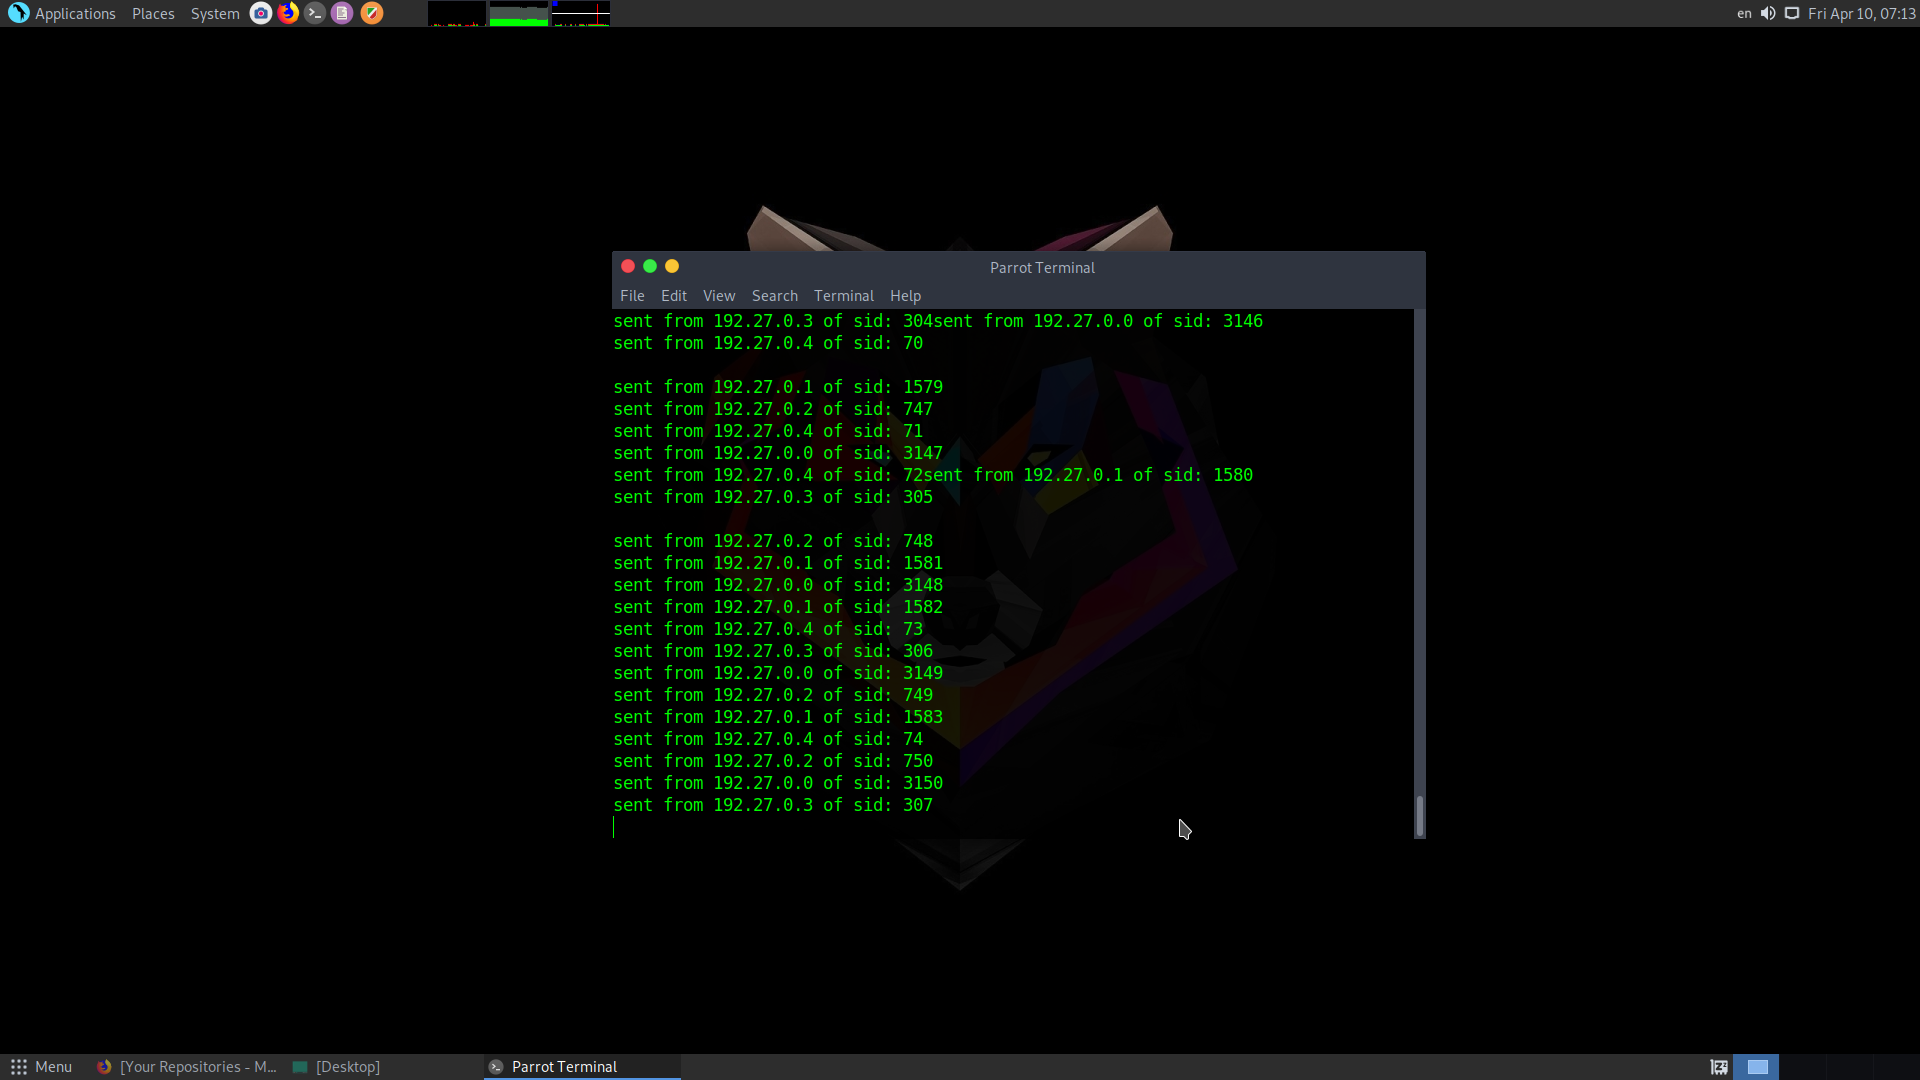 Applications Places System en Fri Apr 10, 07:13
Parrot Terminal
File Edit View Search Terminal Help
sent from 192.27.0.3 of sid: 304sent from 192.27.0.0 of sid: 3146
sent from 192.27.0.4 of sid: 70
sent from 192.27.0.1 of sid: 1579
sent from 192.27.0.2 of sid: 747
sent from 192.27.0.4 of sid: 71
sent from 192.27.0.0 of sid: 3147
sent from 192.27.0.4 of sid: 72sent from 192.27.0.1 of sid: 1580
sent from 192.27.0.3 of sid: 305
sent from 192.27.0.2 of sid: 748
sent from 192.27.0.1 of sid: 1581
sent from 192.27.0.0 of sid: 3148
sent from 192.27.0.1 of sid: 1582
sent from 192.27.0.4 of sid: 73
sent from 192.27.0.3 of sid: 306
sent from 192.27.0.0 of sid: 3149
sent from 192.27.0.2 of sid: 749
sent from 192.27.0.1 of sid: 1583
sent from 192.27.0.4 of sid: 74
sent from 192.27.0.2 of sid: 750
sent from 192.27.0.0 of sid: 3150
sent from 192.27.0.3 of sid: 307
Menu [Your Repositories - M... [Desktop] Parrot Terminal